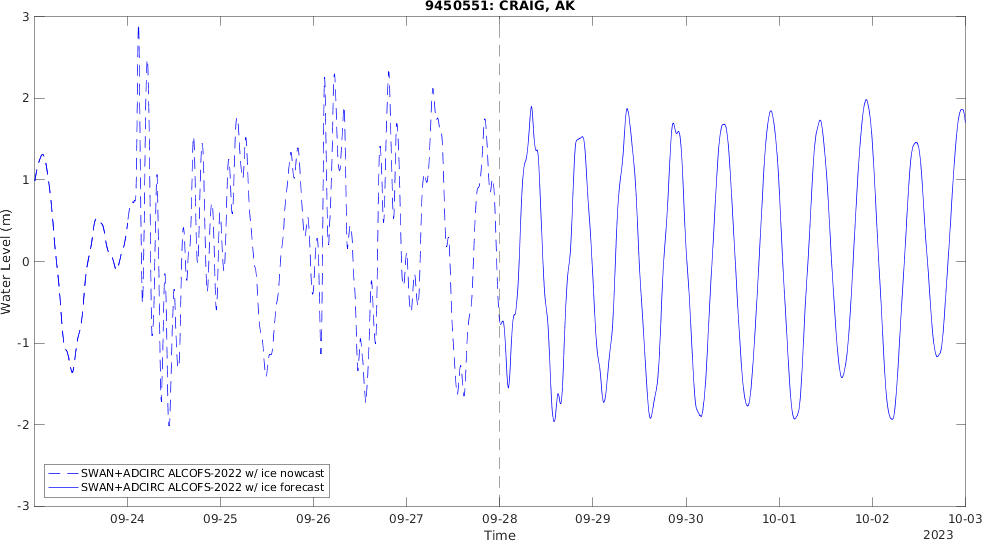 9450551: CRAIG, AK
3
2
1
0
-1
-2
-3
Water Level (m)
SWAN+ADCIRC ALCOFS-2022 w/ ice nowcast
SWAN+ADCIRC ALCOFS-2022 w/ ice forecast
09-24 09-25 09-26 09-27 09-28 09-29 09-30 10-01 10-02 10-03
Time
2023